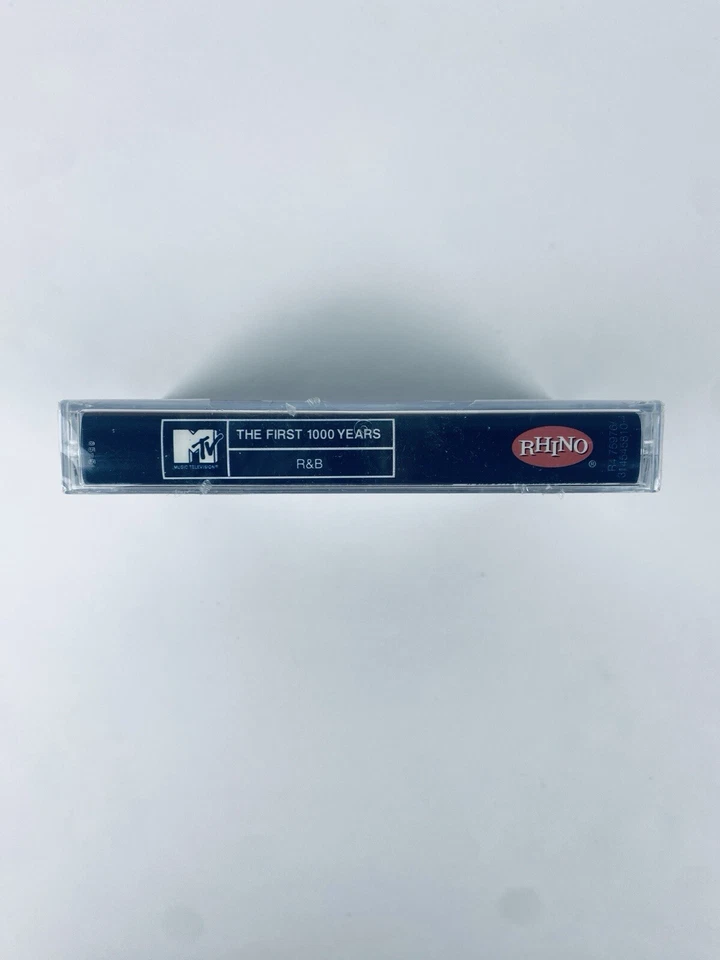 MTV
MUSIC TELEVISION®
THE FIRST 1000 YEARS
R&B
RHINO
®